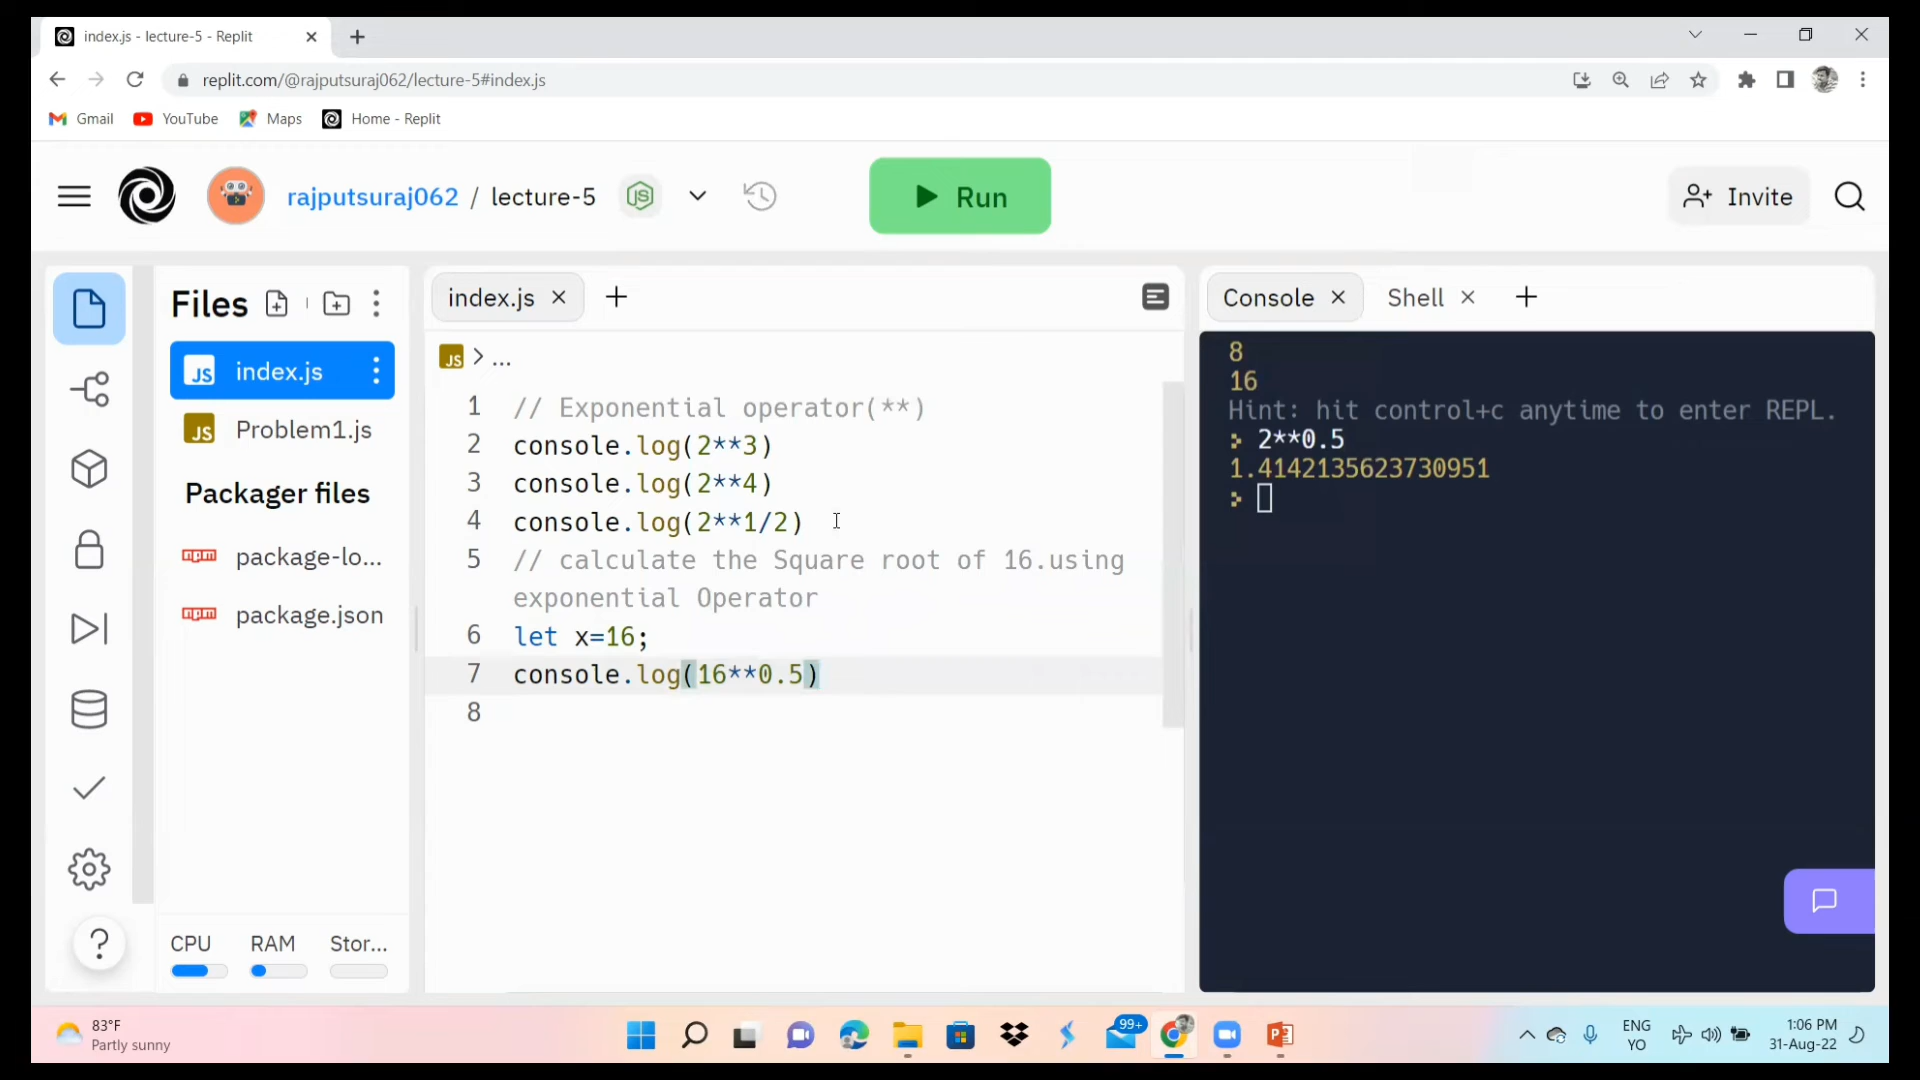 index.js - lecture-5 - Replit
replit.com/@rajputsuraj062/lecture-5#index.js
Gmail YouTube Maps Home - Replit
rajputsuraj062 / lecture-5 Run Invite
Files
index.js
Problem1.js
Packager files
package-lo...
package.json
CPU RAM Stor...
index.js
JS > ...
1 // Exponential operator(**)
2 console.log(2**3)
3 console.log(2**4)
4 console.log(2**1/2)
5 // calculate the Square root of 16.using
exponential Operator
6 let x=16;
7 console.log(16**0.5)
8
Console Shell
8
16
Hint: hit control+c anytime to enter REPL.
> 2**0.5
1.4142135623730951
>
83°F
Partly sunny
99+
ENG
YO
1:06 PM
31-Aug-22